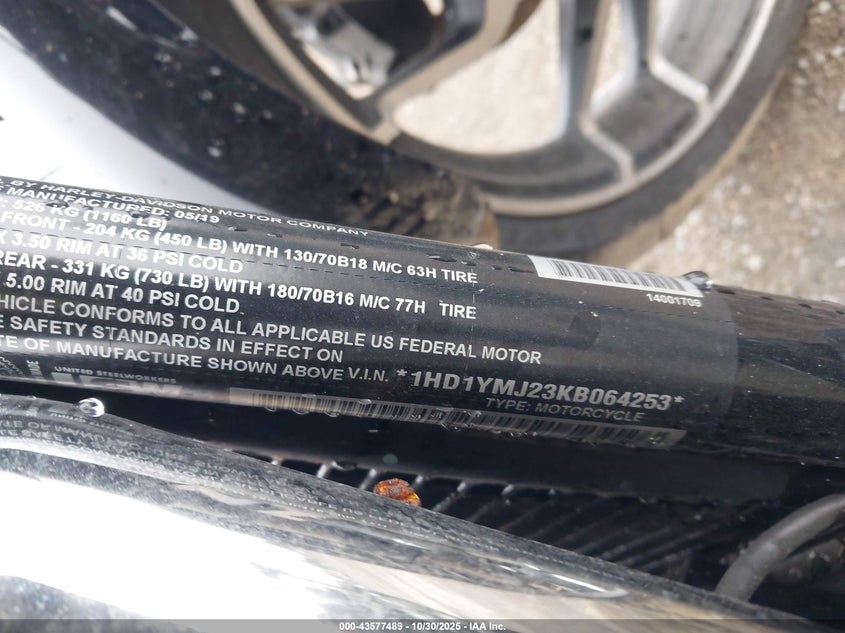 BY HARLEY-DAVIDSON MOTOR COMPANY
MANUFACTURED: 05/19
: 526 KG (1160 LB)
FRONT - 204 KG (450 LB) WITH 130/70B18 M/C 63H TIRE
X 3.50 RIM AT 36 PSI COLD
REAR - 331 KG (730 LB) WITH 180/70B16 M/C 77H TIRE
5.00 RIM AT 40 PSI COLD
VEHICLE CONFORMS TO ALL APPLICABLE US FEDERAL MOTOR
SAFETY STANDARDS IN EFFECT ON
OF MANUFACTURE SHOWN ABOVE V.I.N. *1HD1YMJ23KB064253*
TYPE: MOTORCYCLE
UNITED STEELWORKERS
14001709
000-43577489 - 10/30/2025 - IAA Inc.